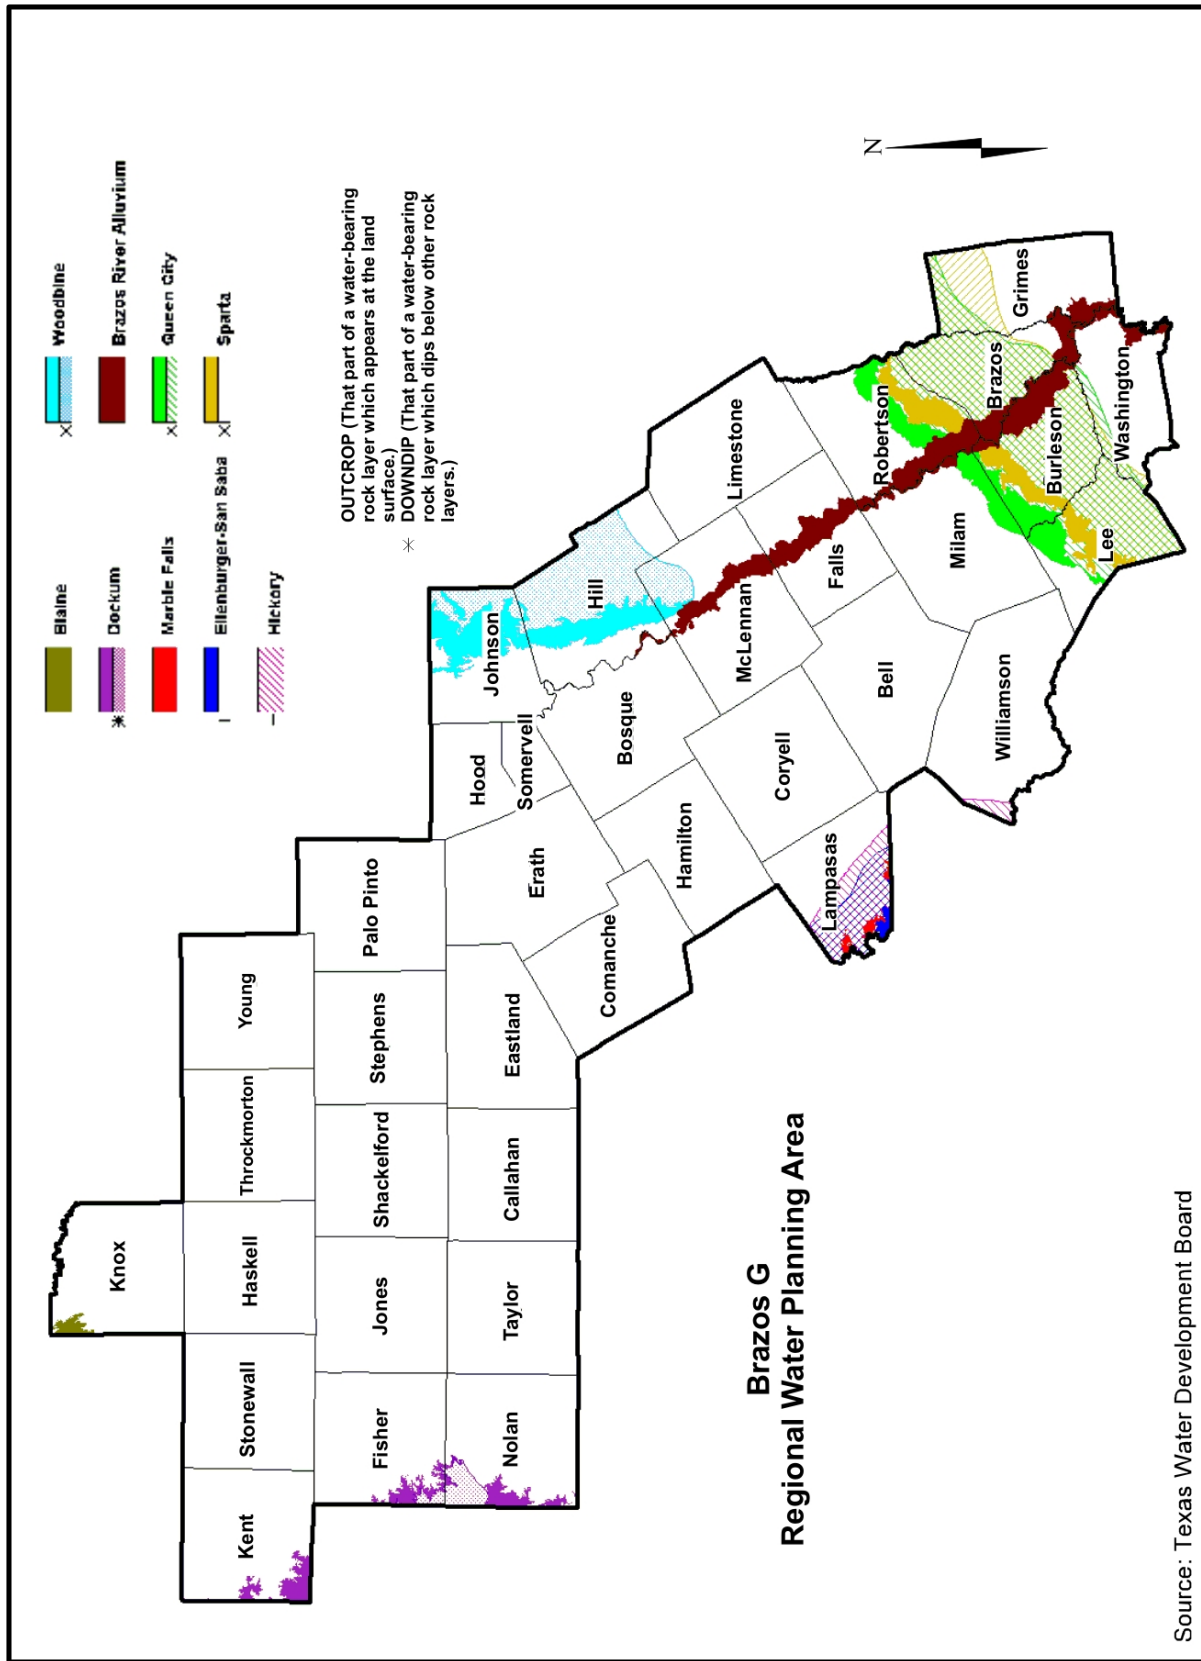 Blaine
Dockum
Marble Falls
Ellenburger-San Saba
Hickory
Woodbine
Brazos River Alluvium
Queen City
Sparta
OUTCROP (That part of a water-bearing
rock layer which appears at the land
surface.)
* DOWNDIP (That part of a water-bearing
rock layer which dips below other rock
layers.)
N
Knox
Kent
Stonewall
Haskell
Throckmorton
Young
Fisher
Jones
Shackelford
Stephens
Palo Pinto
Nolan
Taylor
Callahan
Eastland
Erath
Hood
Somervell
Johnson
Comanche
Hamilton
Bosque
Hill
Lampasas
Coryell
McLennan
Limestone
Bell
Falls
Williamson
Milam
Robertson
Lee
Burleson
Brazos
Grimes
Washington
Brazos G
Regional Water Planning Area
Source: Texas Water Development Board